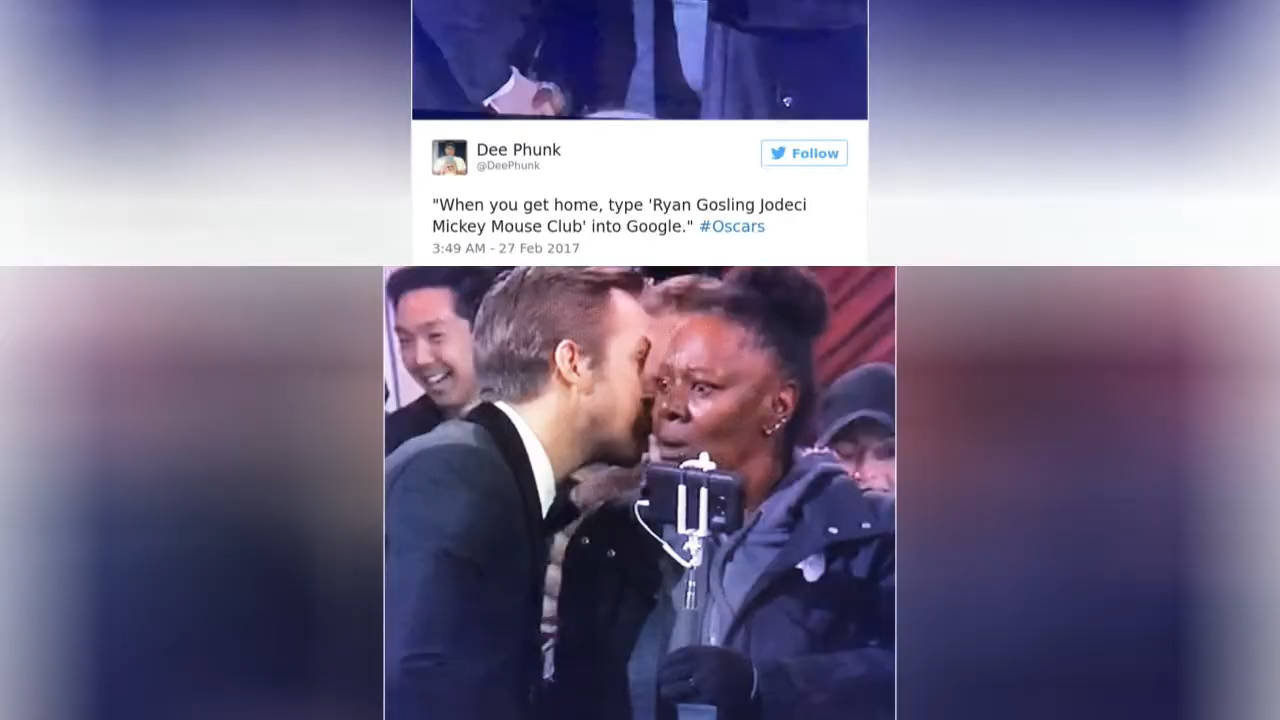 Dee Phunk
@DeePhunk
Follow
"When you get home, type 'Ryan Gosling Jodeci
Mickey Mouse Club' into Google." #Oscars
3:49 AM - 27 Feb 2017